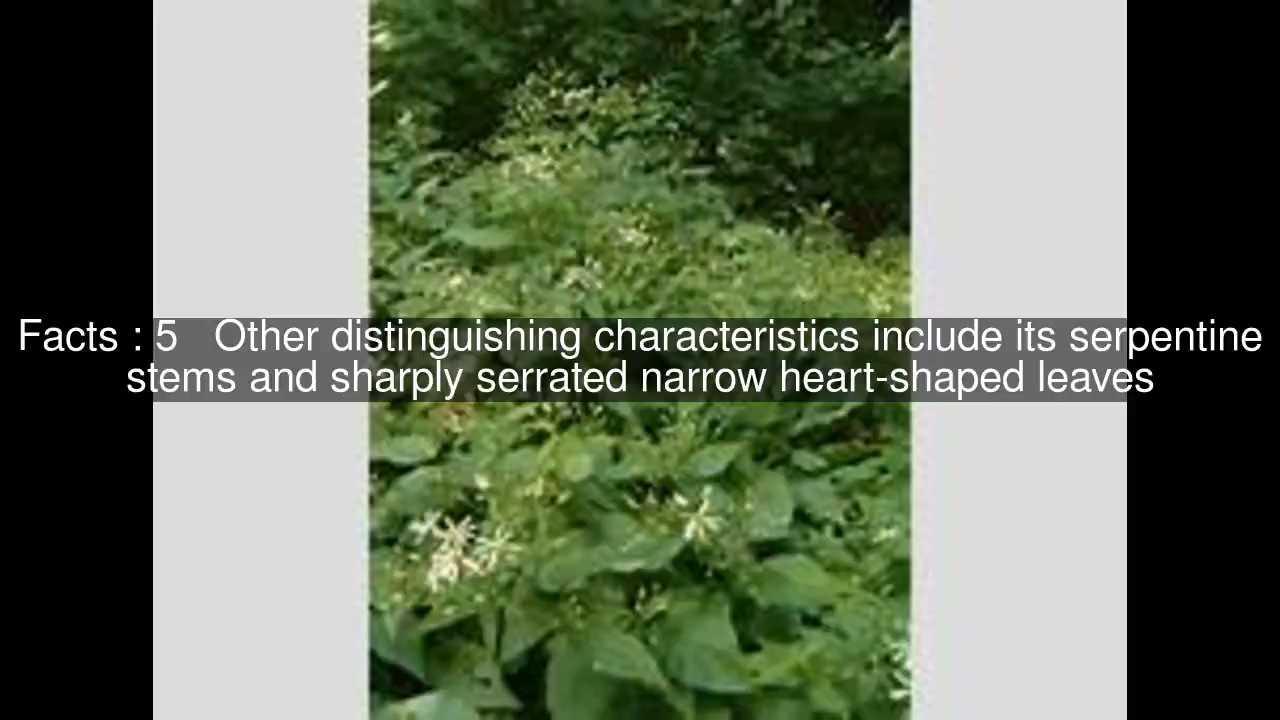 Facts : 5 Other distinguishing characteristics include its serpentine
stems and sharply serrated narrow heart-shaped leaves